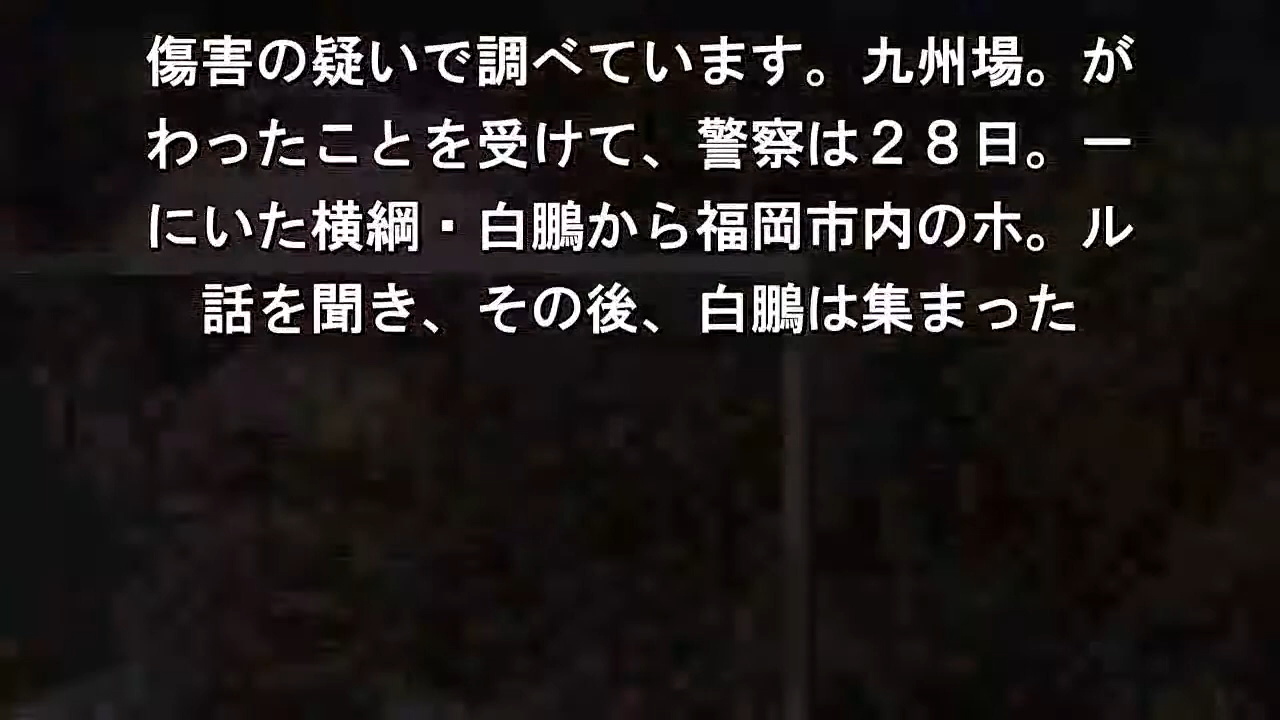 傷害の疑いで調べています。九州場。が
わったことを受けて、警察は２８日。一
にいた横綱・白鵬から福岡市内のホ。ル
話を聞き、その後、白鵬は集まった